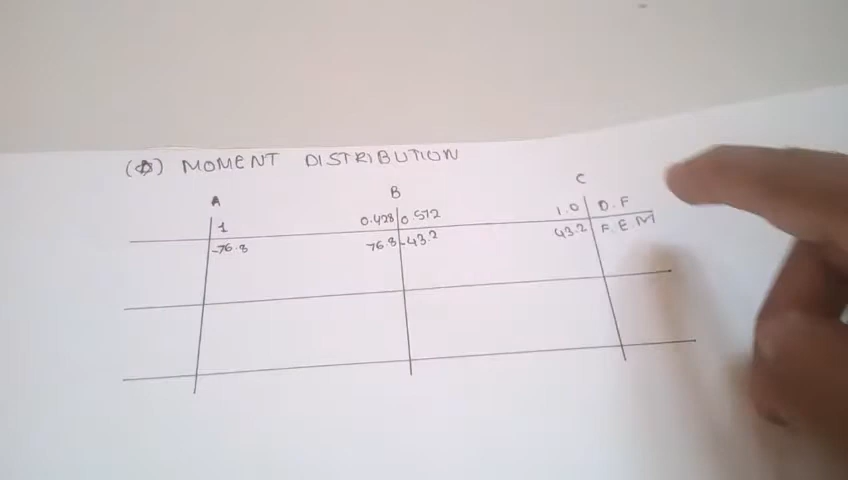 (4) MOMENT DISTRIBUTION
A B C
1 0.428 0.572 1.0 D.F
-76.8 76.8 -43.2 43.2 F.E.M